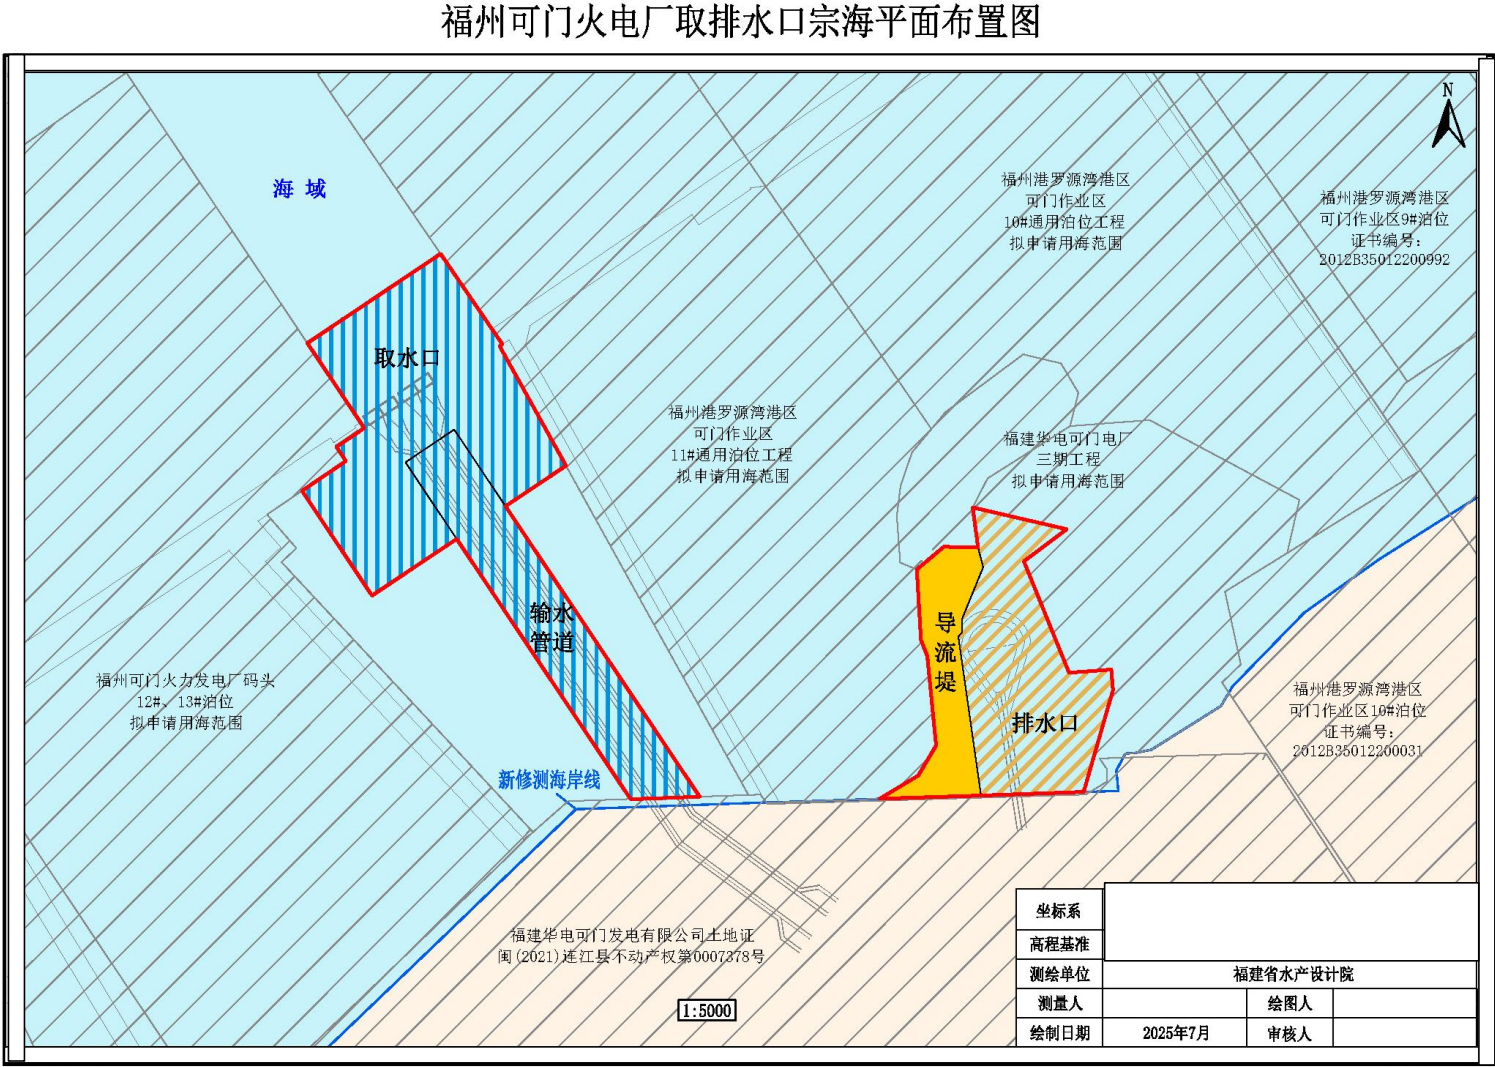 福州可门火电厂取排水口宗海平面布置图
N
海 域
福州港罗源湾港区
可门作业区
10#通用泊位工程
拟申请用海范围
福州港罗源湾港区
可门作业区9#泊位
证书编号:
2012B35012200992
取水口
福州港罗源湾港区
可门作业区
11#通用泊位工程
拟申请用海范围
福建华电可门电厂
三期工程
拟申请用海范围
输水
管道
导
流
堤
排水口
福州可门火力发电厂码头
12#、13#泊位
拟申请用海范围
福州港罗源湾港区
可门作业区10#泊位
证书编号:
2012B35012200031
新修测海岸线
福建华电可门发电有限公司土地证
闽(2021)连江县不动产权第0007378号
1:5000
坐标系
高程基准
测绘单位 福建省水产设计院
测量人 绘图人
绘制日期 2025年7月 审核人